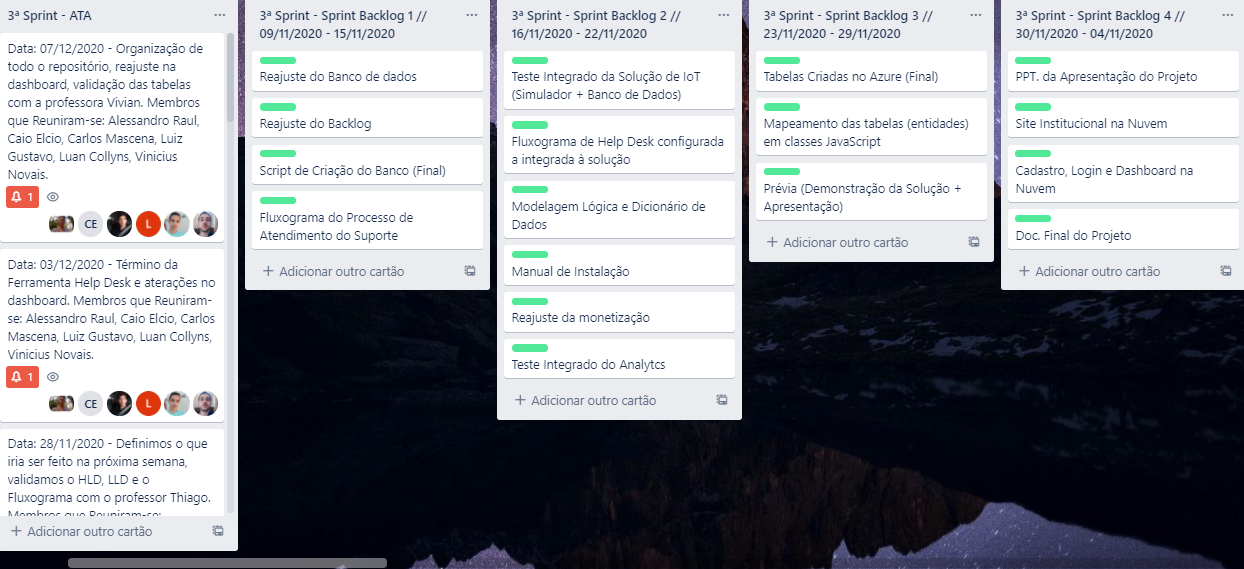 3ª Sprint - ATA
Data: 07/12/2020 - Organização de
todo o repositório, reajuste na
dashboard, validação das tabelas
com a professora Vivian. Membros
que Reuniram-se: Alessandro Raul,
Caio Elcio, Carlos Mascena, Luiz
Gustavo, Luan Collyns, Vinicius
Novais.
1
CE
L
Data: 03/12/2020 - Término da
Ferramenta Help Desk e aterações no
dashboard. Membros que Reuniram-
se: Alessandro Raul, Caio Elcio, Carlos
Mascena, Luiz Gustavo, Luan Collyns,
Vinicius Novais.
1
CE
L
Data: 28/11/2020 - Definimos o que
iria ser feito na próxima semana,
validamos o HLD, LLD e o
Fluxograma com o professor Thiago.
Membros que Reuniram-se:
Adicionar outro cartão
3ª Sprint - Sprint Backlog 1 //
09/11/2020 - 15/11/2020
Reajuste do Banco de dados
Reajuste do Backlog
Script de Criação do Banco (Final)
Fluxograma do Processo de
Atendimento do Suporte
Adicionar outro cartão
3ª Sprint - Sprint Backlog 2 //
16/11/2020 - 22/11/2020
Teste Integrado da Solução de IoT
(Simulador + Banco de Dados)
Fluxograma de Help Desk configurada
a integrada à solução
Modelagem Lógica e Dicionário de
Dados
Manual de Instalação
Reajuste da monetização
Teste Integrado do Analytcs
Adicionar outro cartão
3ª Sprint - Sprint Backlog 3 //
23/11/2020 - 29/11/2020
Tabelas Criadas no Azure (Final)
Mapeamento das tabelas (entidades)
em classes JavaScript
Prévia (Demonstração da Solução +
Apresentação)
Adicionar outro cartão
3ª Sprint - Sprint Backlog 4 //
30/11/2020 - 04/11/2020
PPT. da Apresentação do Projeto
Site Institucional na Nuvem
Cadastro, Login e Dashboard na
Nuvem
Doc. Final do Projeto
Adicionar outro cartão